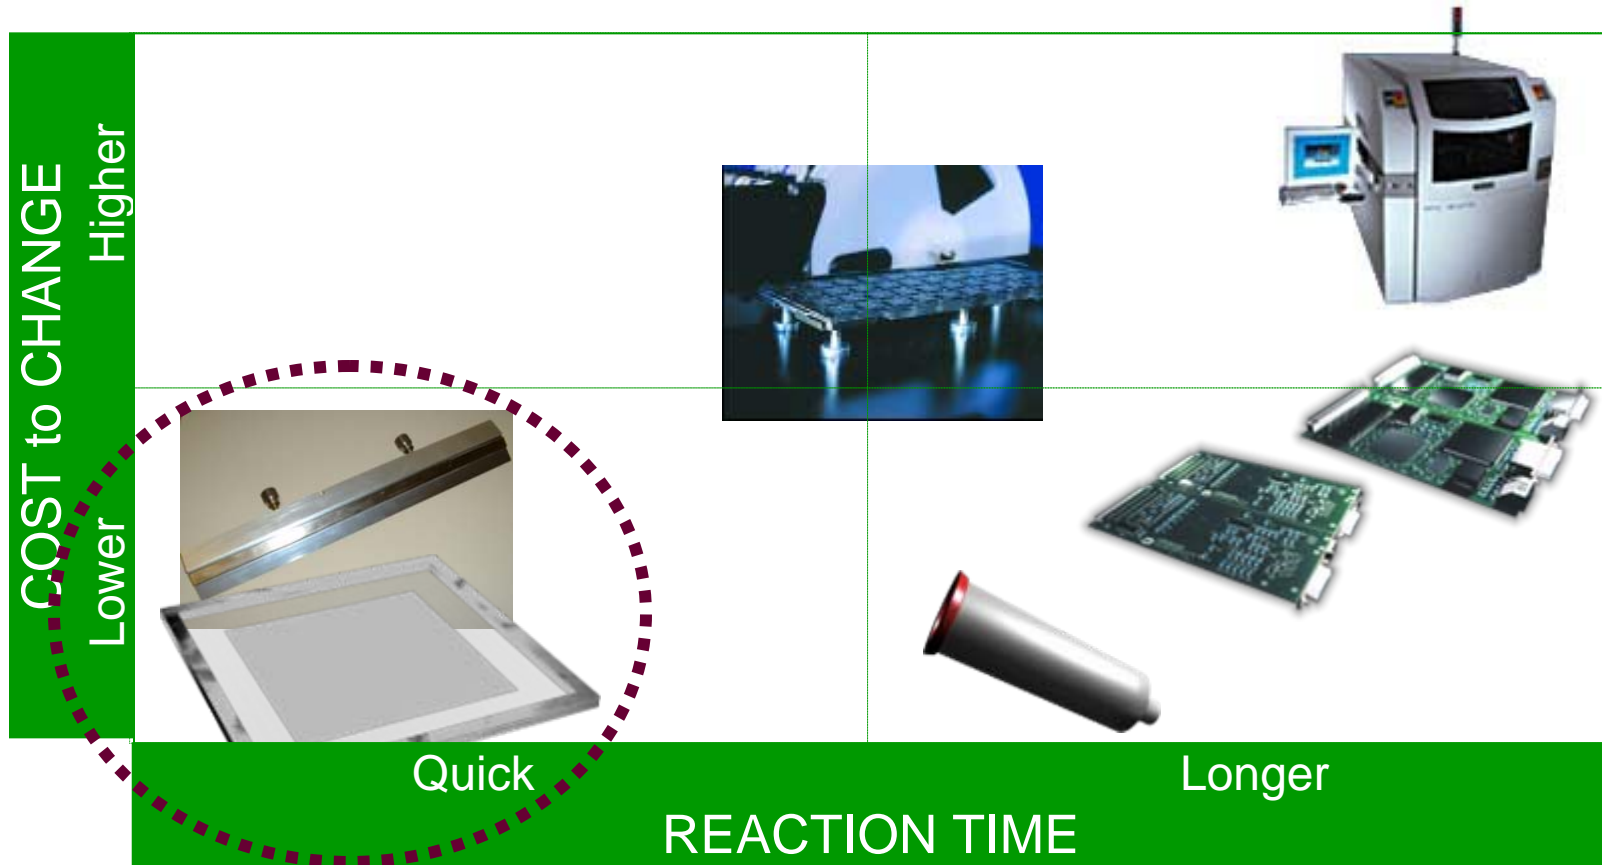 COST to CHANGE
Higher
Lower
Quick
Longer
REACTION TIME